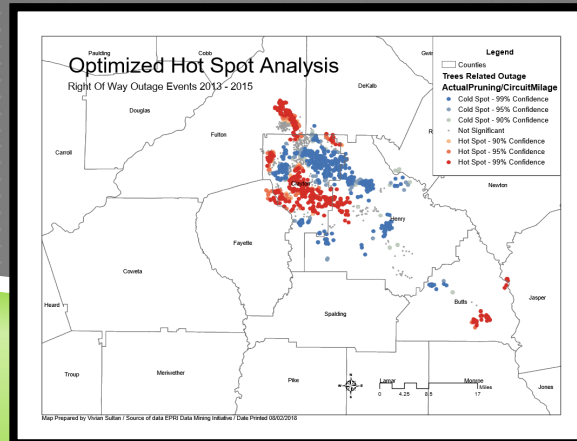 Paulding
Cobb
Optimized Hot Spot Analysis
Right Of Way Outage Events 2013 - 2015
DeKalb
Legend
Counties
Trees Related Outage
ActualPruning/CircuitMilage
Cold Spot - 99% Confidence
Cold Spot - 95% Confidence
Cold Spot - 90% Confidence
Not Significant
Hot Spot - 90% Confidence
Hot Spot - 95% Confidence
Hot Spot - 99% Confidence
Douglas
Fulton
Carroll
Newton
Henry
Fayette
Coweta
Heard
Spalding
Butts
Jasper
Troup
Meriwether
Pike
Lamar
Monroe
Jones
0 4.25 8.5 17
Miles
Map Prepared by Vivian Sultan / Source of data EPRI Data Mining Initiative / Date Printed 08/02/2018